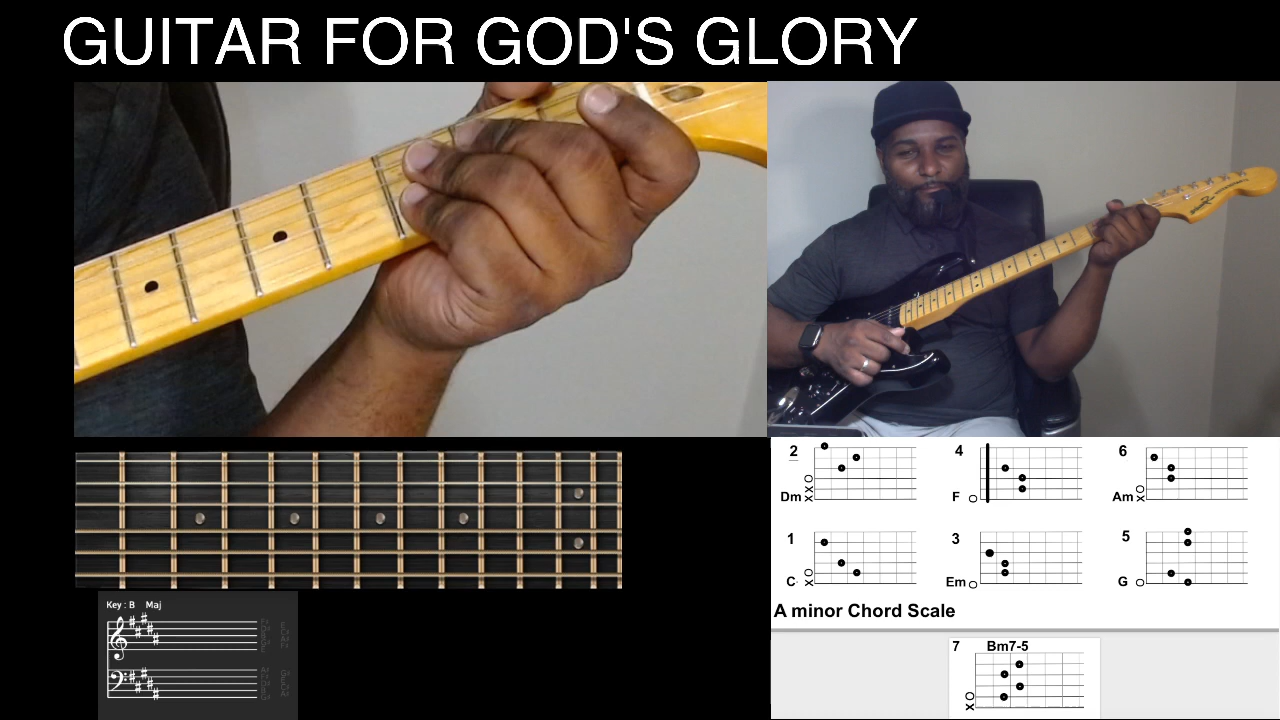 GUITAR FOR GOD'S GLORY
2
4
6
X X O
Dm
O
F
X O
Am
1
3
5
X O
C
O
Em
O
G
A minor Chord Scale
7 Bm7-5
X O
Key : B Maj